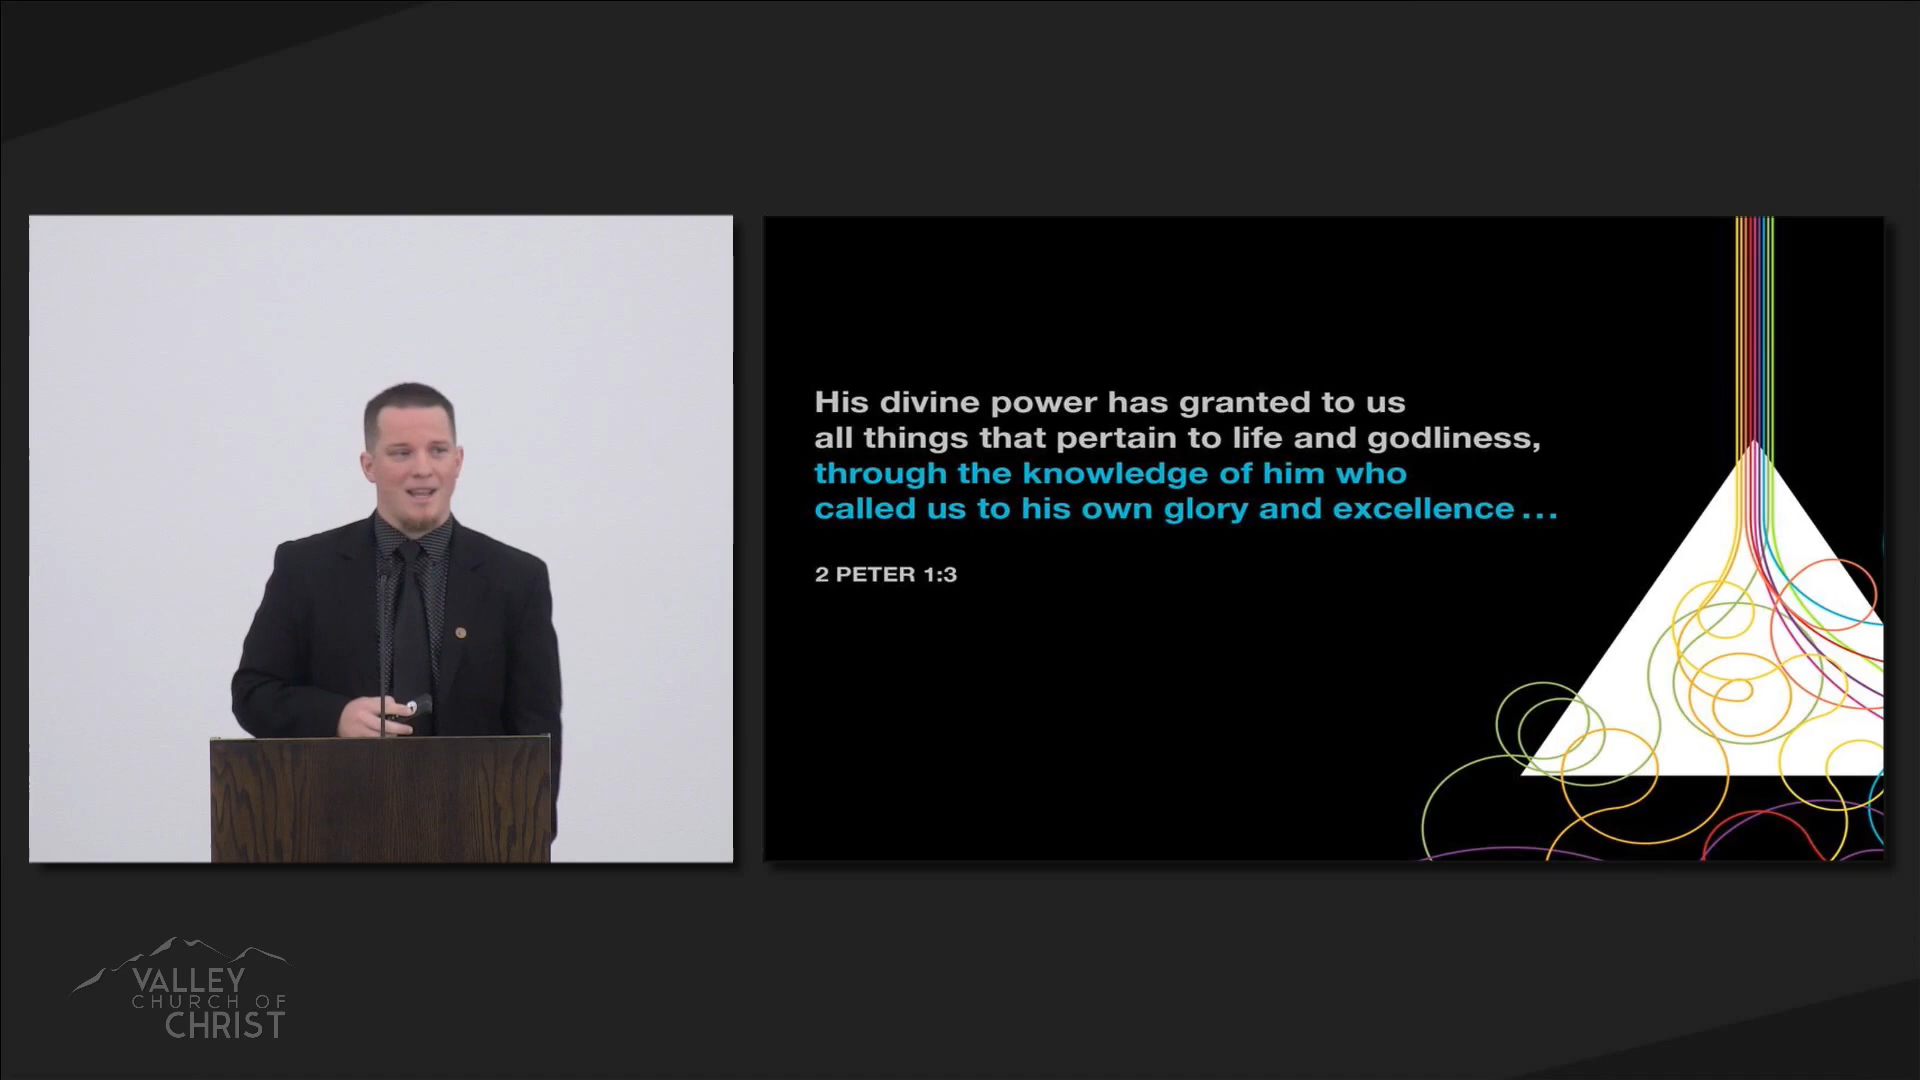 His divine power has granted to us
all things that pertain to life and godliness,
through the knowledge of him who
called us to his own glory and excellence ...
2 PETER 1:3
VALLEY
CHURCH OF
CHRIST